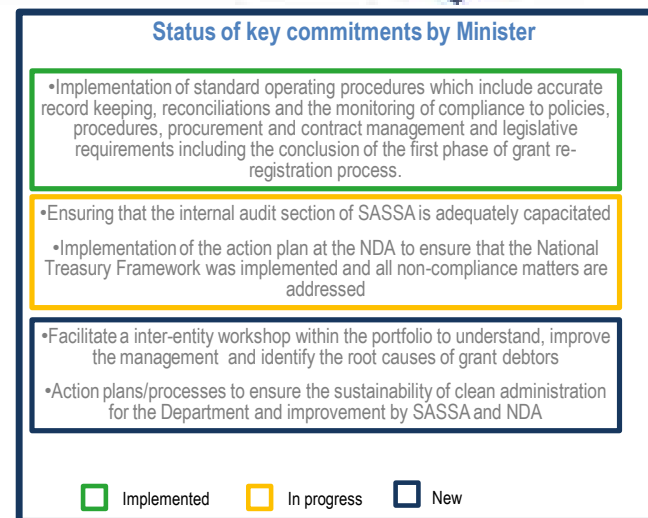 Status of key commitments by Minister
•Implementation of standard operating procedures which include accurate
record keeping, reconciliations and the monitoring of compliance to policies,
procedures, procurement and contract management and legislative
requirements including the conclusion of the first phase of grant re-
registration process.
•Ensuring that the internal audit section of SASSA is adequately capacitated
•Implementation of the action plan at the NDA to ensure that the National
Treasury Framework was implemented and all non-compliance matters are
addressed
•Facilitate a inter-entity workshop within the portfolio to understand, improve
the management and identify the root causes of grant debtors
•Action plans/processes to ensure the sustainability of clean administration
for the Department and improvement by SASSA and NDA
Implemented In progress New